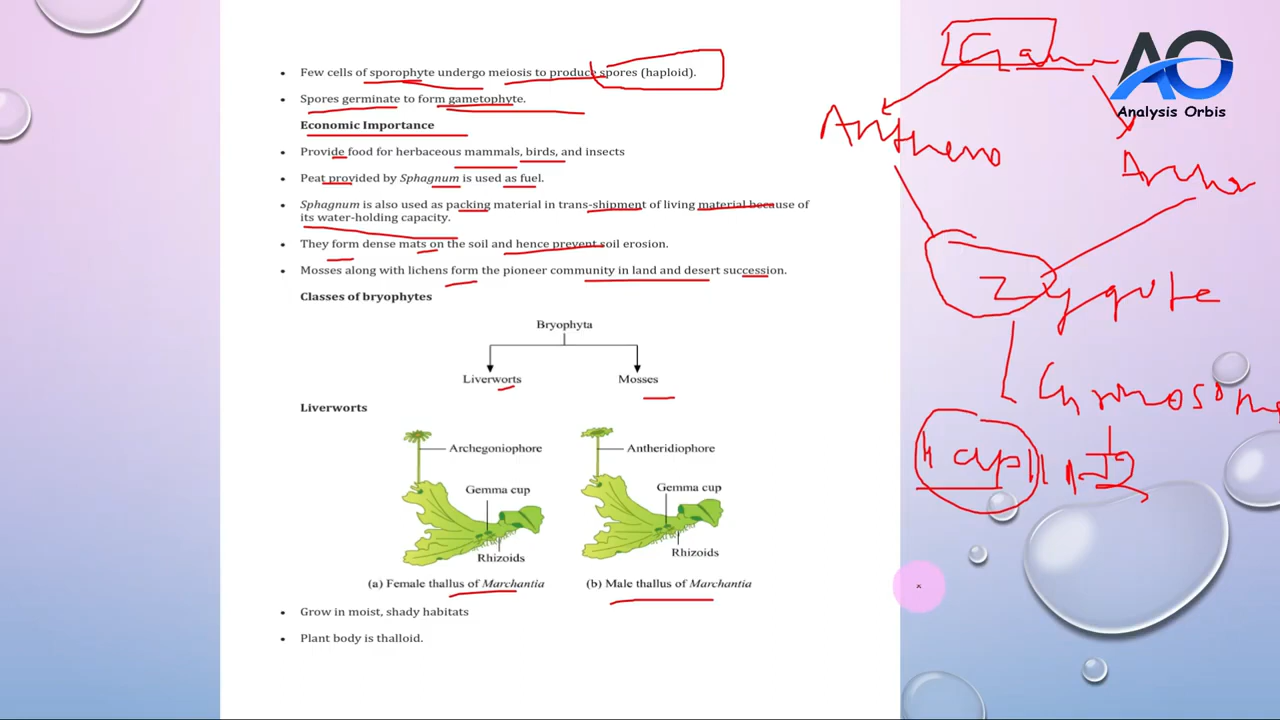 • Few cells of sporophyte undergo meiosis to produce spores (haploid).
• Spores germinate to form gametophyte.
Economic Importance
• Provide food for herbaceous mammals, birds, and insects
• Peat provided by Sphagnum is used as fuel.
• Sphagnum is also used as packing material in trans-shipment of living material because of
its water-holding capacity.
• They form dense mats on the soil and hence prevent soil erosion.
• Mosses along with lichens form the pioneer community in land and desert succession.
Classes of bryophytes
Bryophyta
Liverworts Mosses
Liverworts
Archegoniophore Antheridiophore
Gemma cup Gemma cup
Rhizoids Rhizoids
(a) Female thallus of Marchantia (b) Male thallus of Marchantia
• Grow in moist, shady habitats
• Plant body is thalloid.
AO
Analysis Orbis
Anthero
Zygote